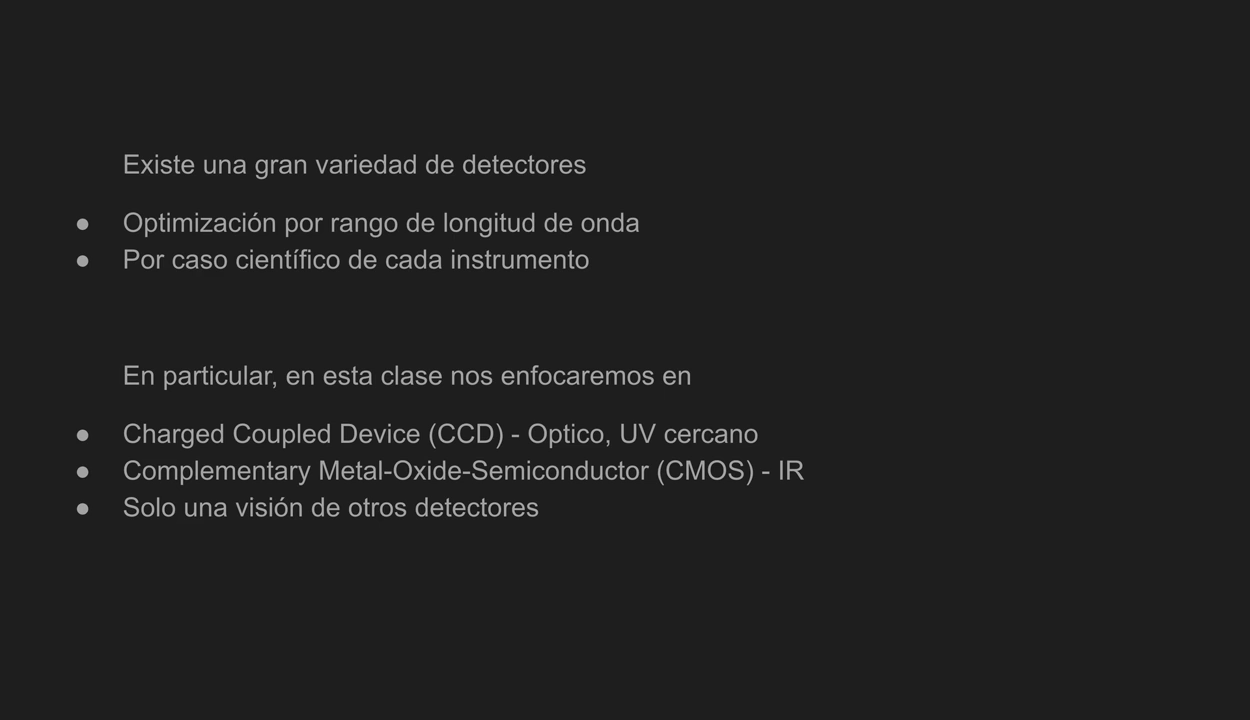 Existe una gran variedad de detectores
● Optimización por rango de longitud de onda
● Por caso científico de cada instrumento
En particular, en esta clase nos enfocaremos en
● Charged Coupled Device (CCD) - Optico, UV cercano
● Complementary Metal-Oxide-Semiconductor (CMOS) - IR
● Solo una visión de otros detectores